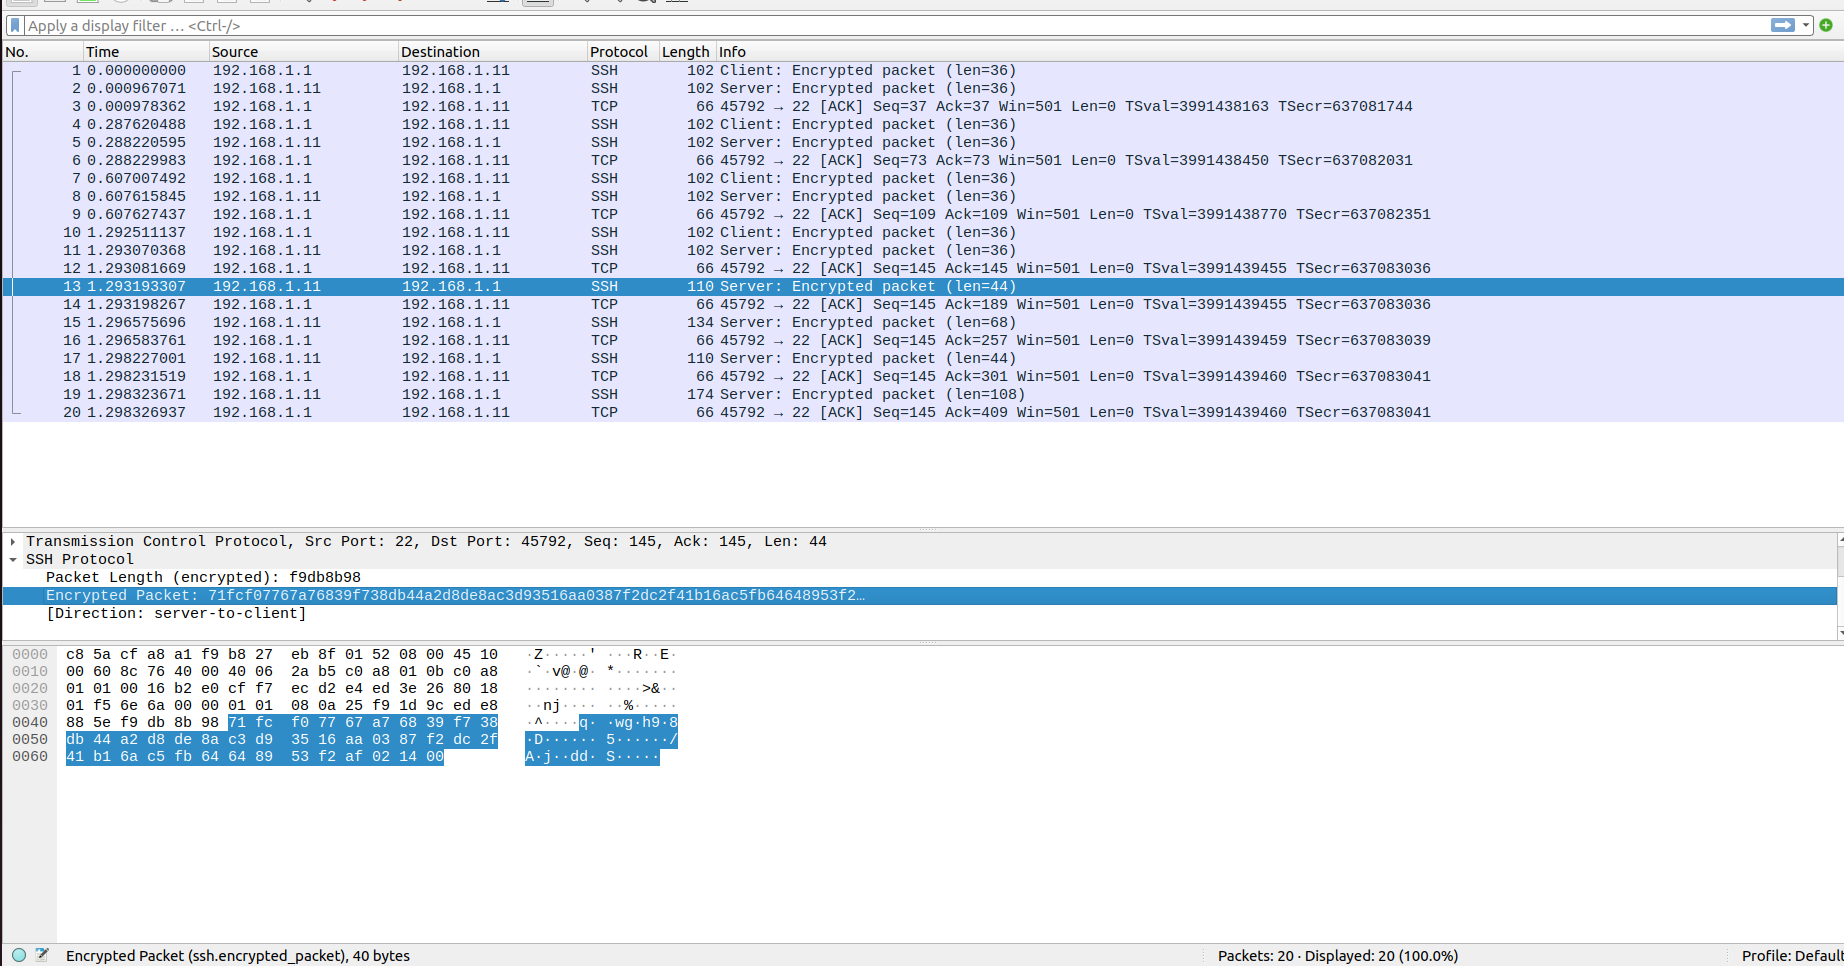 Apply a display filter … <Ctrl-/>
No. Time Source Destination Protocol Length Info
1 0.000000000 192.168.1.1 192.168.1.11 SSH 102 Client: Encrypted packet (len=36)
2 0.000967071 192.168.1.11 192.168.1.1 SSH 102 Server: Encrypted packet (len=36)
3 0.000978362 192.168.1.1 192.168.1.11 TCP 66 45792 → 22 [ACK] Seq=37 Ack=37 Win=501 Len=0 TSval=3991438163 TSecr=637081744
4 0.287620488 192.168.1.1 192.168.1.11 SSH 102 Client: Encrypted packet (len=36)
5 0.288220595 192.168.1.11 192.168.1.1 SSH 102 Server: Encrypted packet (len=36)
6 0.288229983 192.168.1.1 192.168.1.11 TCP 66 45792 → 22 [ACK] Seq=73 Ack=73 Win=501 Len=0 TSval=3991438450 TSecr=637082031
7 0.607007492 192.168.1.1 192.168.1.11 SSH 102 Client: Encrypted packet (len=36)
8 0.607615845 192.168.1.11 192.168.1.1 SSH 102 Server: Encrypted packet (len=36)
9 0.607627437 192.168.1.1 192.168.1.11 TCP 66 45792 → 22 [ACK] Seq=109 Ack=109 Win=501 Len=0 TSval=3991438770 TSecr=637082351
10 1.292511137 192.168.1.1 192.168.1.11 SSH 102 Client: Encrypted packet (len=36)
11 1.293070368 192.168.1.11 192.168.1.1 SSH 102 Server: Encrypted packet (len=36)
12 1.293081669 192.168.1.1 192.168.1.11 TCP 66 45792 → 22 [ACK] Seq=145 Ack=145 Win=501 Len=0 TSval=3991439455 TSecr=637083036
13 1.293193307 192.168.1.11 192.168.1.1 SSH 110 Server: Encrypted packet (len=44)
14 1.293198267 192.168.1.1 192.168.1.11 TCP 66 45792 → 22 [ACK] Seq=145 Ack=189 Win=501 Len=0 TSval=3991439455 TSecr=637083036
15 1.296575696 192.168.1.11 192.168.1.1 SSH 134 Server: Encrypted packet (len=68)
16 1.296583761 192.168.1.1 192.168.1.11 TCP 66 45792 → 22 [ACK] Seq=145 Ack=257 Win=501 Len=0 TSval=3991439459 TSecr=637083039
17 1.298227001 192.168.1.11 192.168.1.1 SSH 110 Server: Encrypted packet (len=44)
18 1.298231519 192.168.1.1 192.168.1.11 TCP 66 45792 → 22 [ACK] Seq=145 Ack=301 Win=501 Len=0 TSval=3991439460 TSecr=637083041
19 1.298323671 192.168.1.11 192.168.1.1 SSH 174 Server: Encrypted packet (len=108)
20 1.298326937 192.168.1.1 192.168.1.11 TCP 66 45792 → 22 [ACK] Seq=145 Ack=409 Win=501 Len=0 TSval=3991439460 TSecr=637083041
Transmission Control Protocol, Src Port: 22, Dst Port: 45792, Seq: 145, Ack: 145, Len: 44
SSH Protocol
Packet Length (encrypted): f9db8b98
Encrypted Packet: 71fcf07767a76839f738db44a2d8de8ac3d93516aa0387f2dc2f41b16ac5fb64648953f2…
[Direction: server-to-client]
0000 c8 5a cf a8 a1 f9 b8 27 eb 8f 01 52 08 00 45 10 ·Z·····' ···R··E·
0010 00 60 8c 76 40 00 40 06 2a b5 c0 a8 01 0b c0 a8 ·`·v@·@· *·······
0020 01 01 00 16 b2 e0 cf f7 ec d2 e4 ed 3e 26 80 18 ········ ····>&··
0030 01 f5 6e 6a 00 00 01 01 08 0a 25 f9 1d 9c ed e8 ··nj···· ··%·····
0040 88 5e f9 db 8b 98 71 fc f0 77 67 a7 68 39 f7 38 ·^····q· ·wg·h9·8
0050 db 44 a2 d8 de 8a c3 d9 35 16 aa 03 87 f2 dc 2f ·D······ 5······/
0060 41 b1 6a c5 fb 64 64 89 53 f2 af 02 14 00 A·j··dd· S·····
Encrypted Packet (ssh.encrypted_packet), 40 bytes Packets: 20 · Displayed: 20 (100.0%) Profile: Default